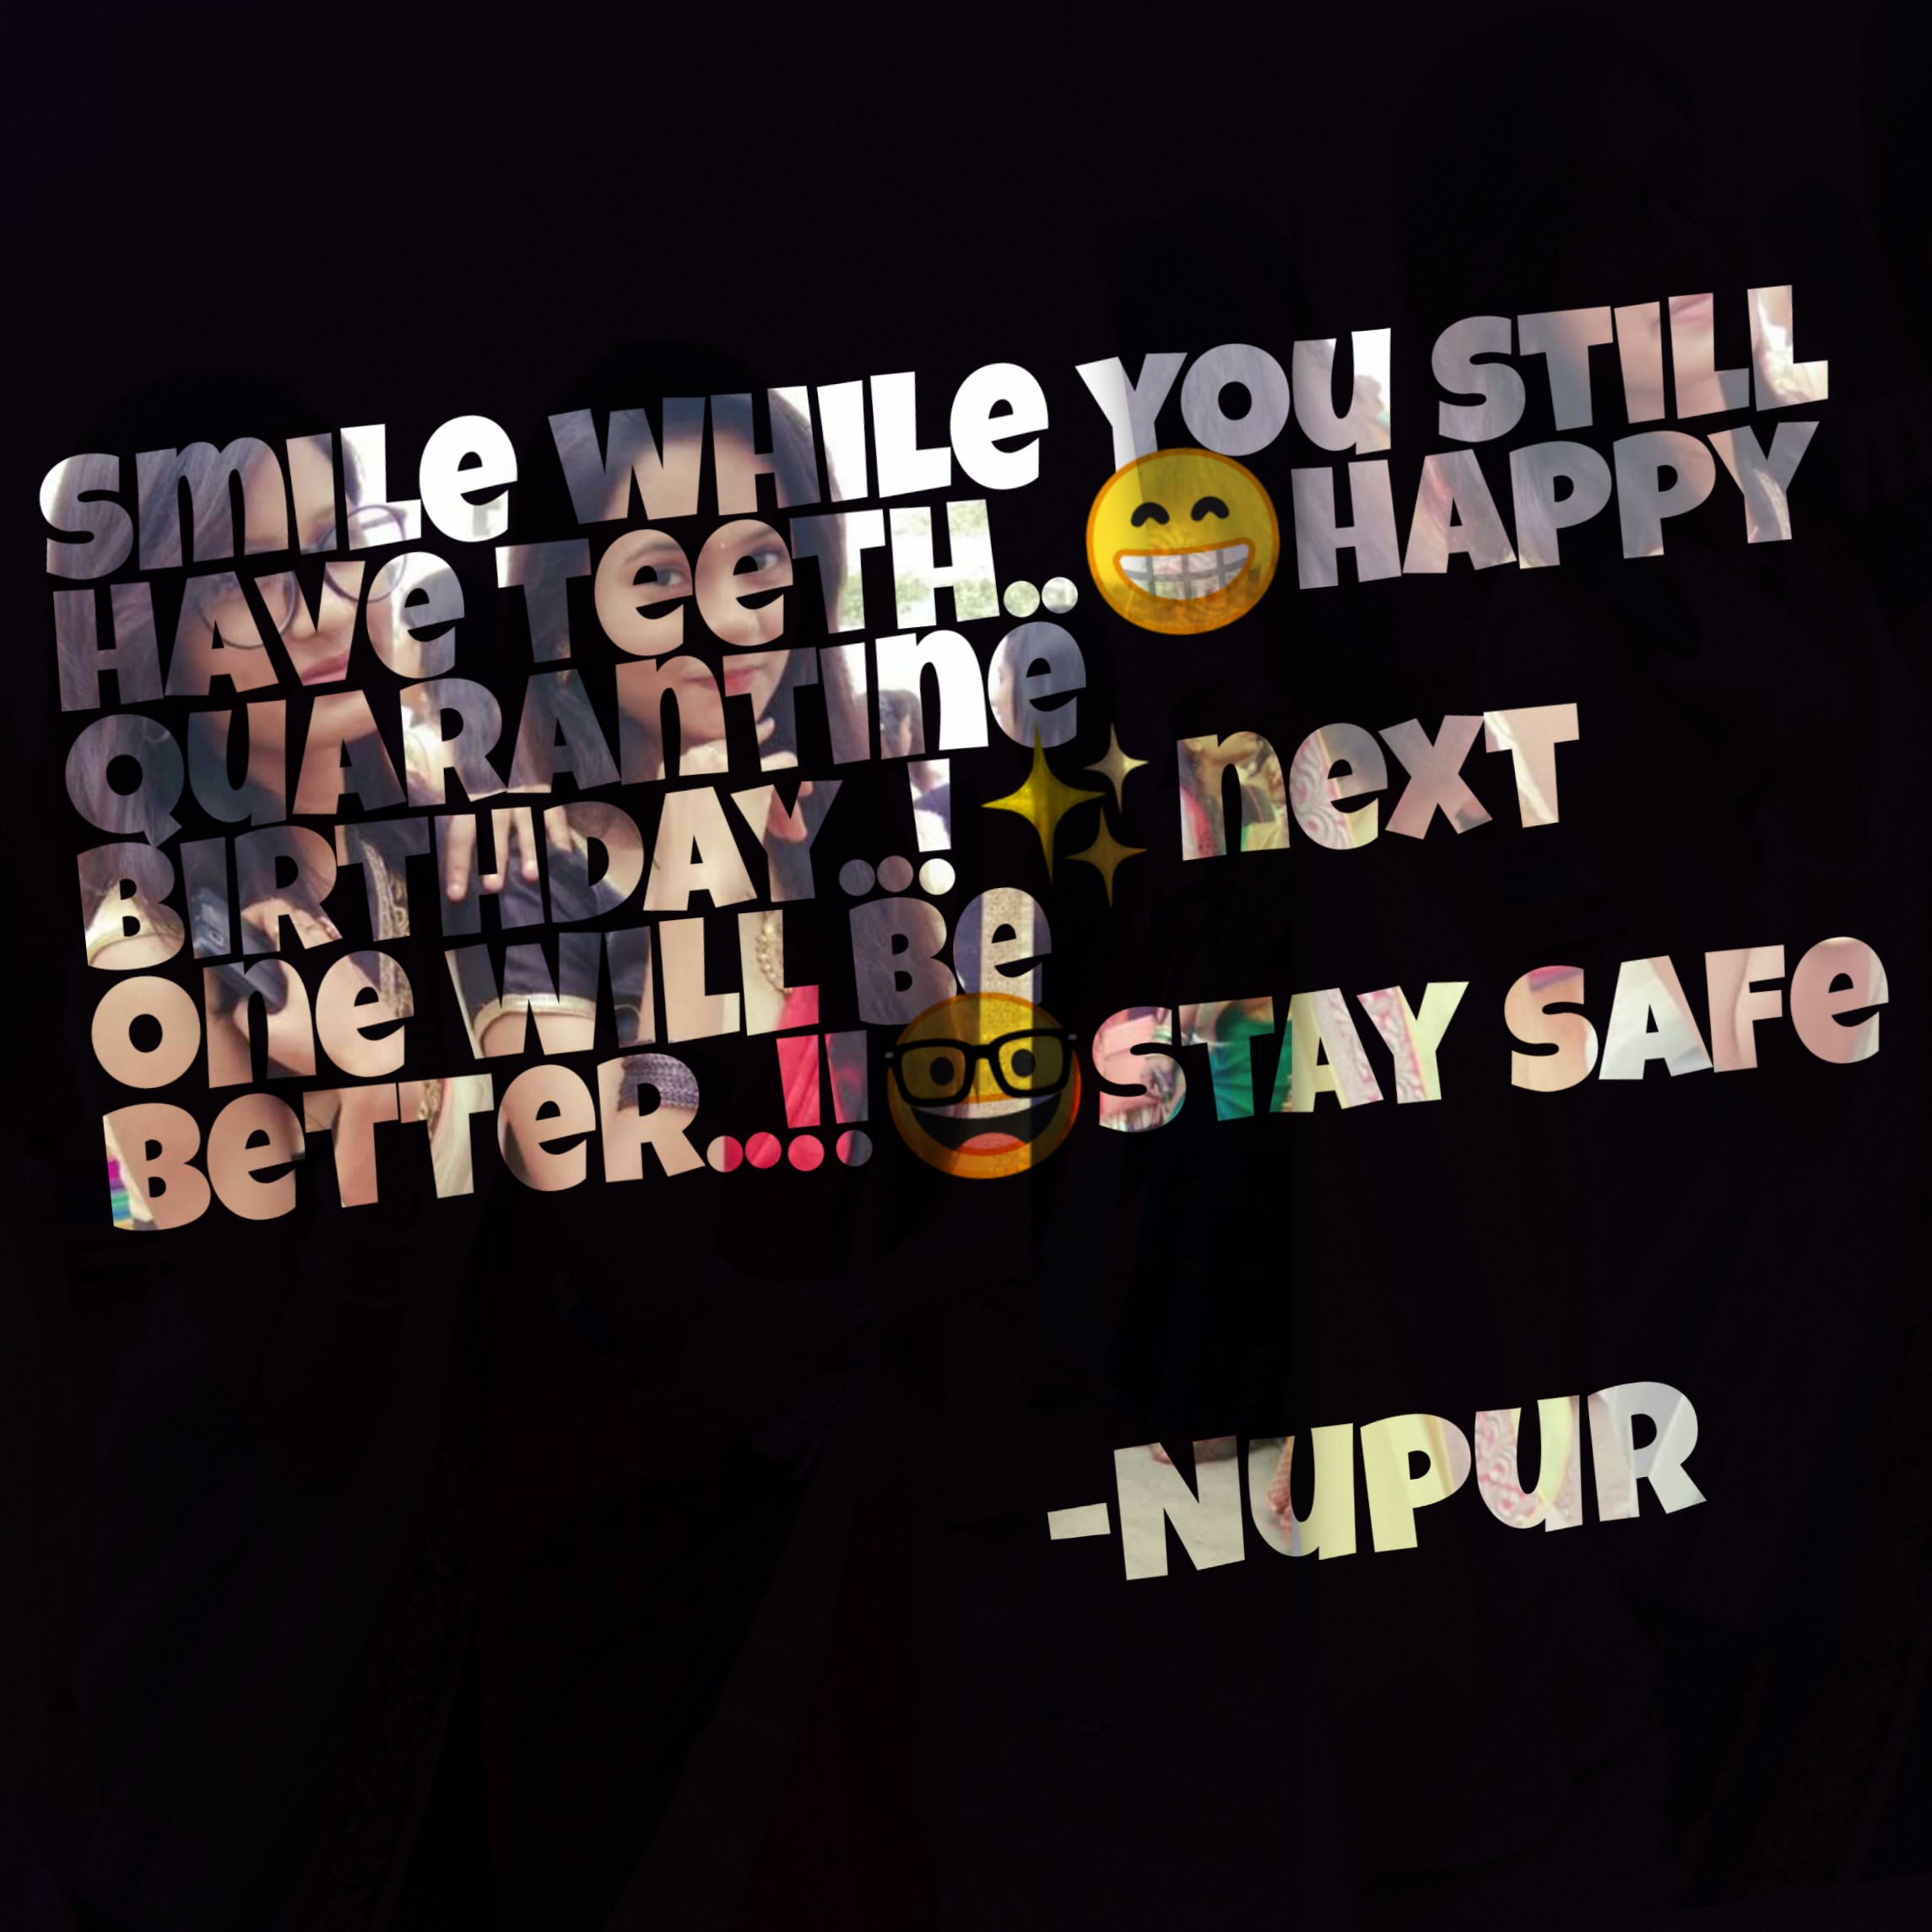 SMILE WHILE YOU STILL
HAVE TEETH..😁HAPPY
QUARANTINE
BIRTHDAY...!✨ NEXT
ONE WILL BE
BETTER..!!🤓STAY SAFE
-NUPUR